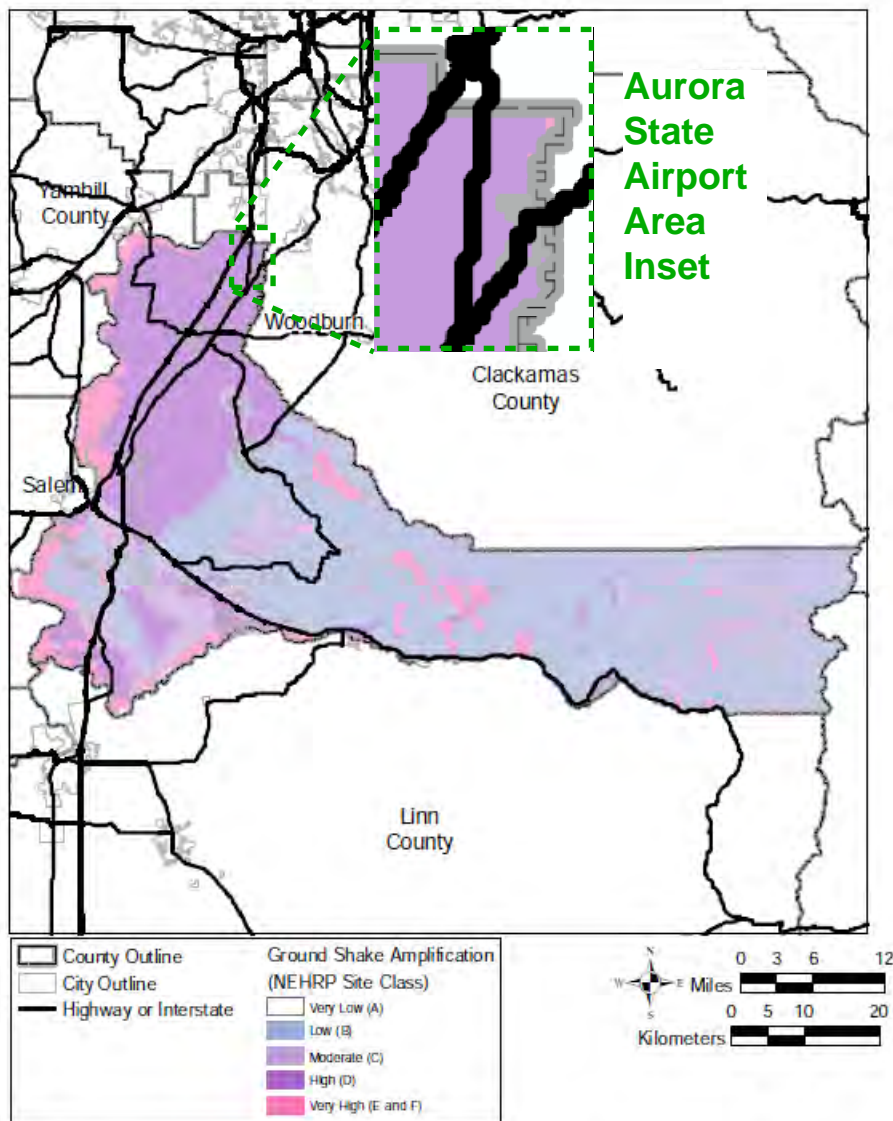 Aurora
State
Airport
Area
Inset
Yamhill
County
Woodburn
Clackamas
County
Salem
Linn
County
County Outline
City Outline
Highway or Interstate
Ground Shake Amplification
(NEHRP Site Class)
Very Low (A)
Low (B)
Moderate (C)
High (D)
Very High (E and F)
N
W
E
S
0 3 6 12
Miles
0 5 10 20
Kilometers